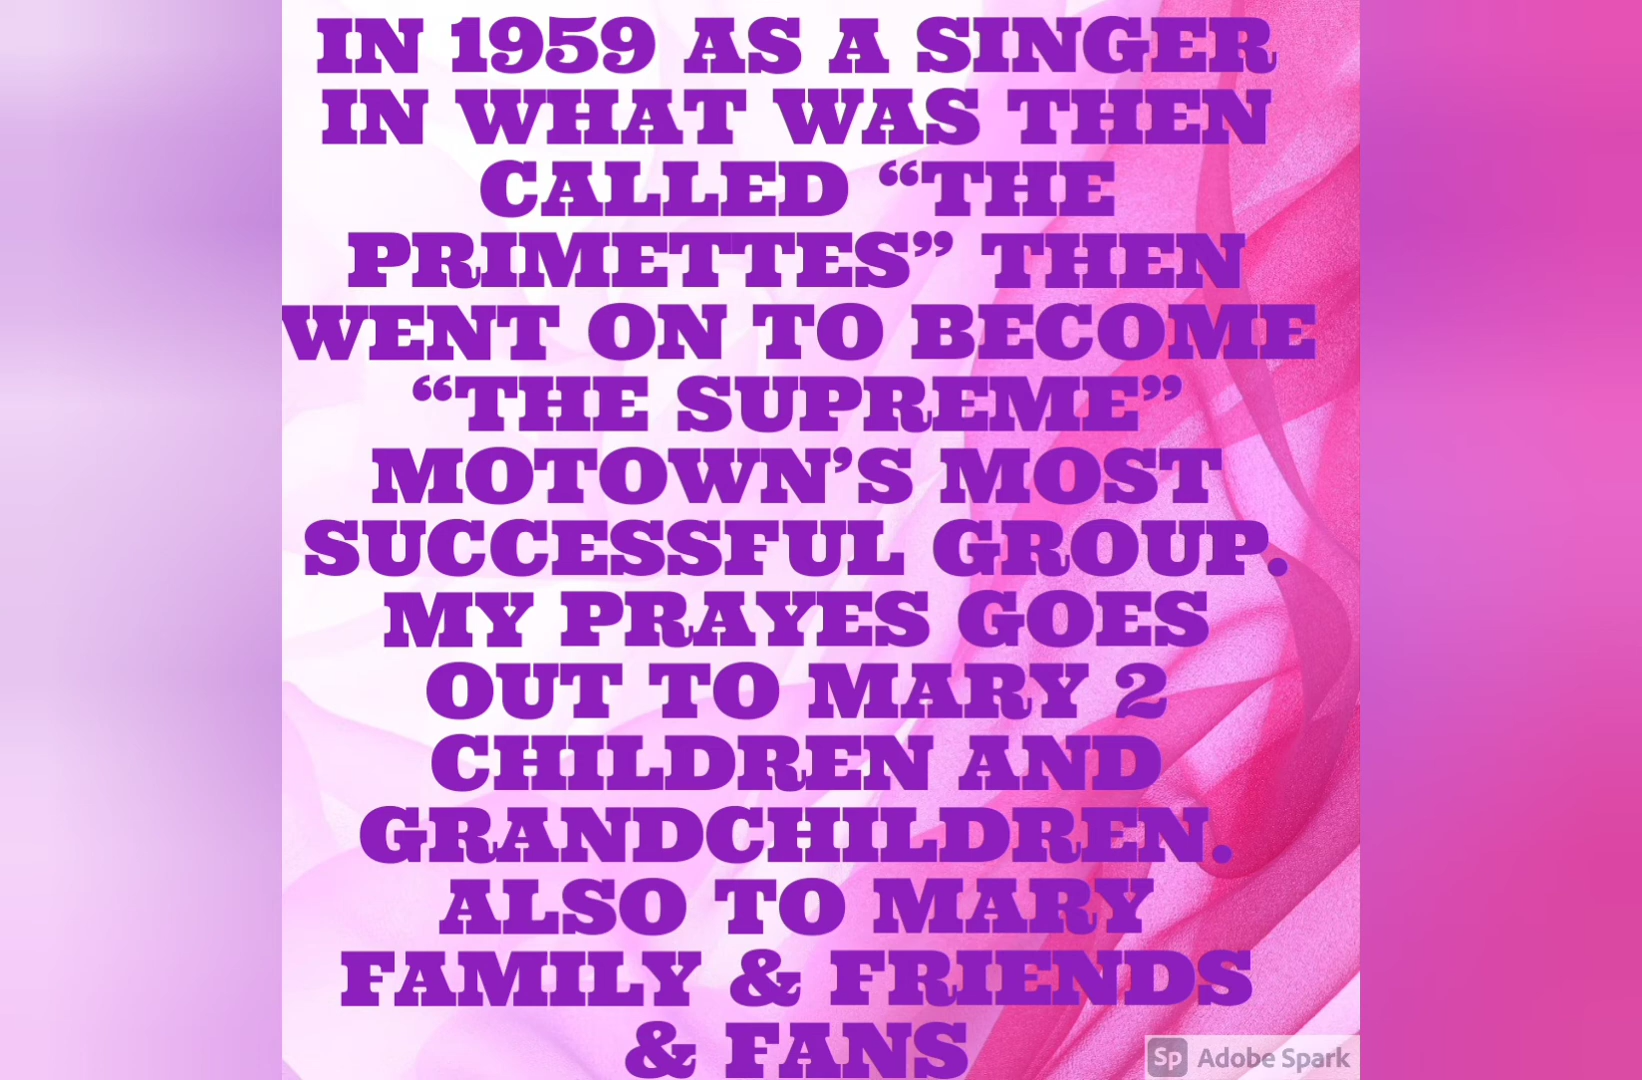 IN 1959 AS A SINGER
IN WHAT WAS THEN
CALLED “THE
PRIMETTES” THEN
WENT ON TO BECOME
“THE SUPREME”
MOTOWN’S MOST
SUCCESSFUL GROUP.
MY PRAYES GOES
OUT TO MARY 2
CHILDREN AND
GRANDCHILDREN.
ALSO TO MARY
FAMILY & FRIENDS
& FANS
Sp Adobe Spark